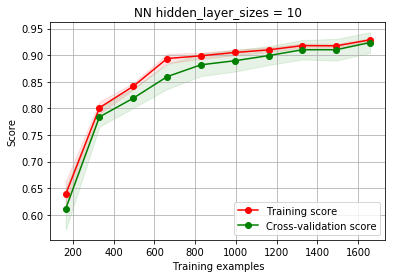 NN hidden_layer_sizes = 10
0.95
0.90
0.85
0.80
0.75
0.70
0.65
0.60
Score
200 400 600 800 1000 1200 1400 1600
Training examples
Training score
Cross-validation score